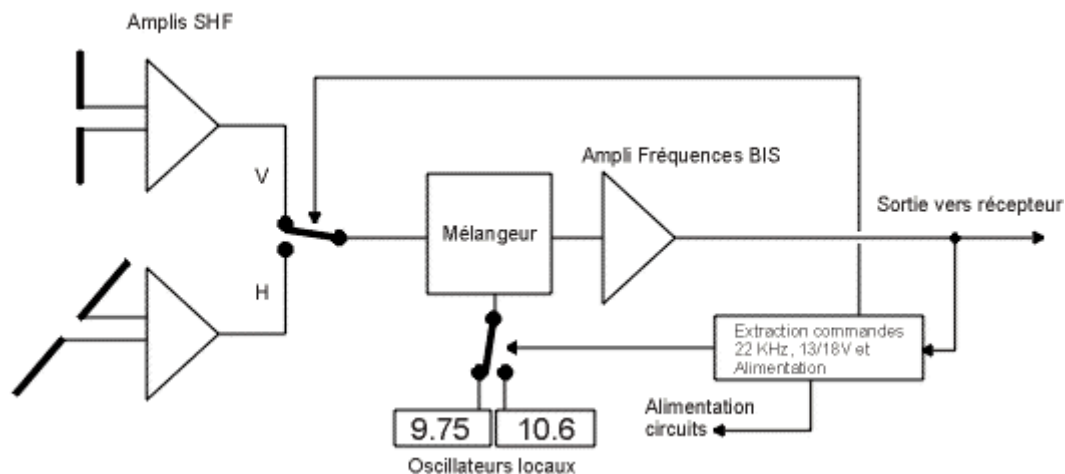 Amplis SHF
V
H
Mélangeur
Ampli Fréquences BIS
Sortie vers récepteur
Extraction commandes
22 KHz, 13/18V et
Alimentation
Alimentation
circuits
9.75
10.6
Oscillateurs locaux